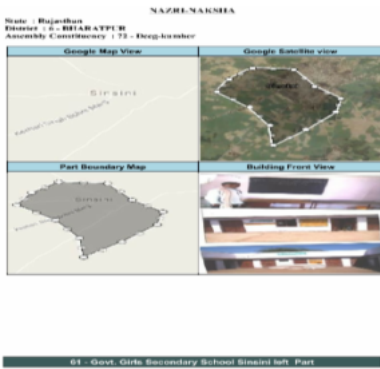 NAZRI-NAKSHA
State : Rajasthan
District : 6 - BHARATPUR
Assembly Constituency : 72 - Deeg-kumher
Google Map View
Google Satellite view
Sinsini
Part Boundary Map
Building Front View
Sinsini
61 - Govt. Girls Secondary School Sinsini left Part